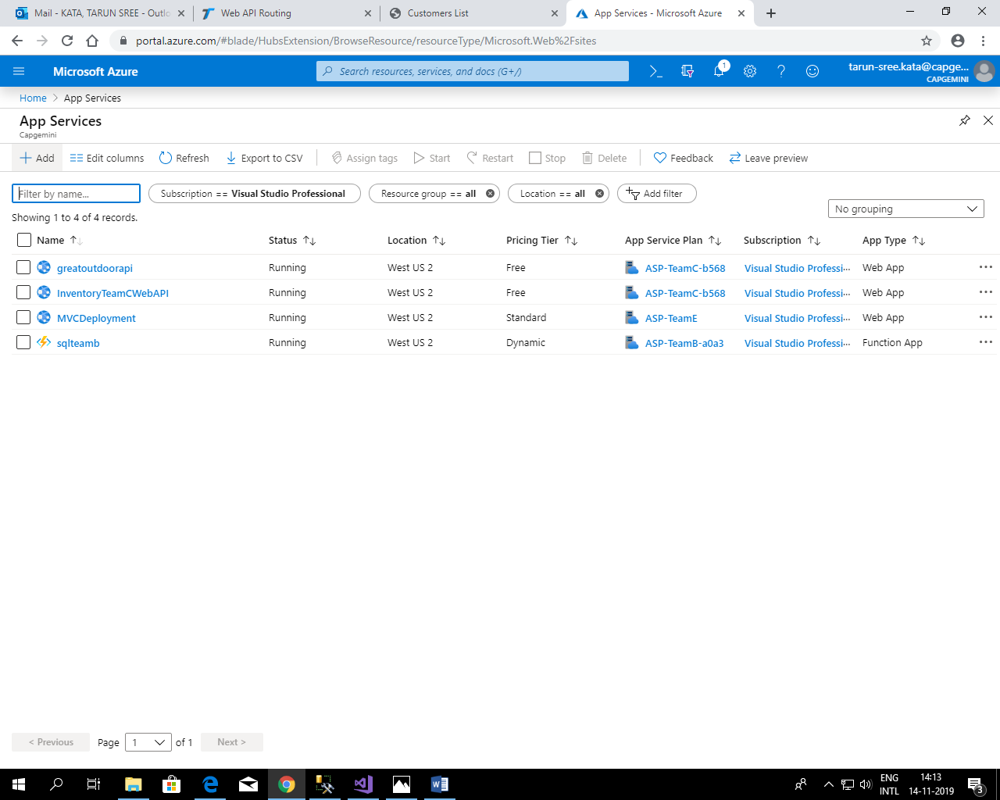 Mail - KATA, TARUN SREE - Outlo
Web API Routing
Customers List
App Services - Microsoft Azure
portal.azure.com/#blade/HubsExtension/BrowseResource/resourceType/Microsoft.Web%2Fsites
Microsoft Azure
Search resources, services, and docs (G+/)
1
tarun-sree.kata@capge...
CAPGEMINI
Home > App Services
App Services
Capgemini
Add Edit columns Refresh Export to CSV Assign tags Start Restart Stop Delete Feedback Leave preview
Filter by name... Subscription == Visual Studio Professional Resource group == all Location == all Add filter
No grouping
Showing 1 to 4 of 4 records.
Name Status Location Pricing Tier App Service Plan Subscription App Type
greatoutdoorapi Running West US 2 Free ASP-TeamC-b568 Visual Studio Professi... Web App
InventoryTeamCWebAPI Running West US 2 Free ASP-TeamC-b568 Visual Studio Professi... Web App
MVCDeployment Running West US 2 Standard ASP-TeamE Visual Studio Professi... Web App
sqlteamb Running West US 2 Dynamic ASP-TeamB-a0a3 Visual Studio Professi... Function App
< Previous Page 1 of 1 Next >
ENG 14:13
INTL 14-11-2019 3